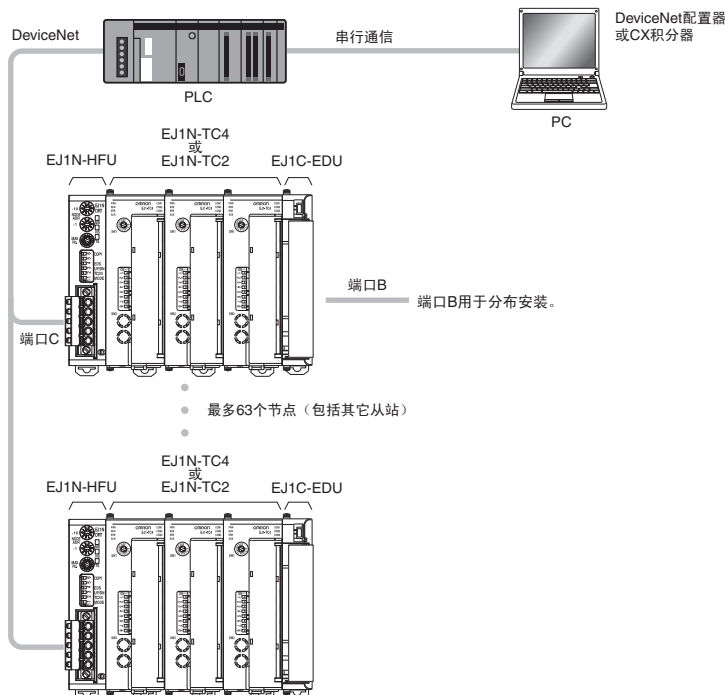 DeviceNet
串行通信
DeviceNet配置器
或CX积分器
PLC
PC
EJ1N-TC4
或
EJ1N-HFU
EJ1N-TC2
EJ1C-EDU
端口B
端口B用于分布安装。
端口C
最多63个节点（包括其它从站）
EJ1N-TC4
或
EJ1N-HFU
EJ1N-TC2
EJ1C-EDU